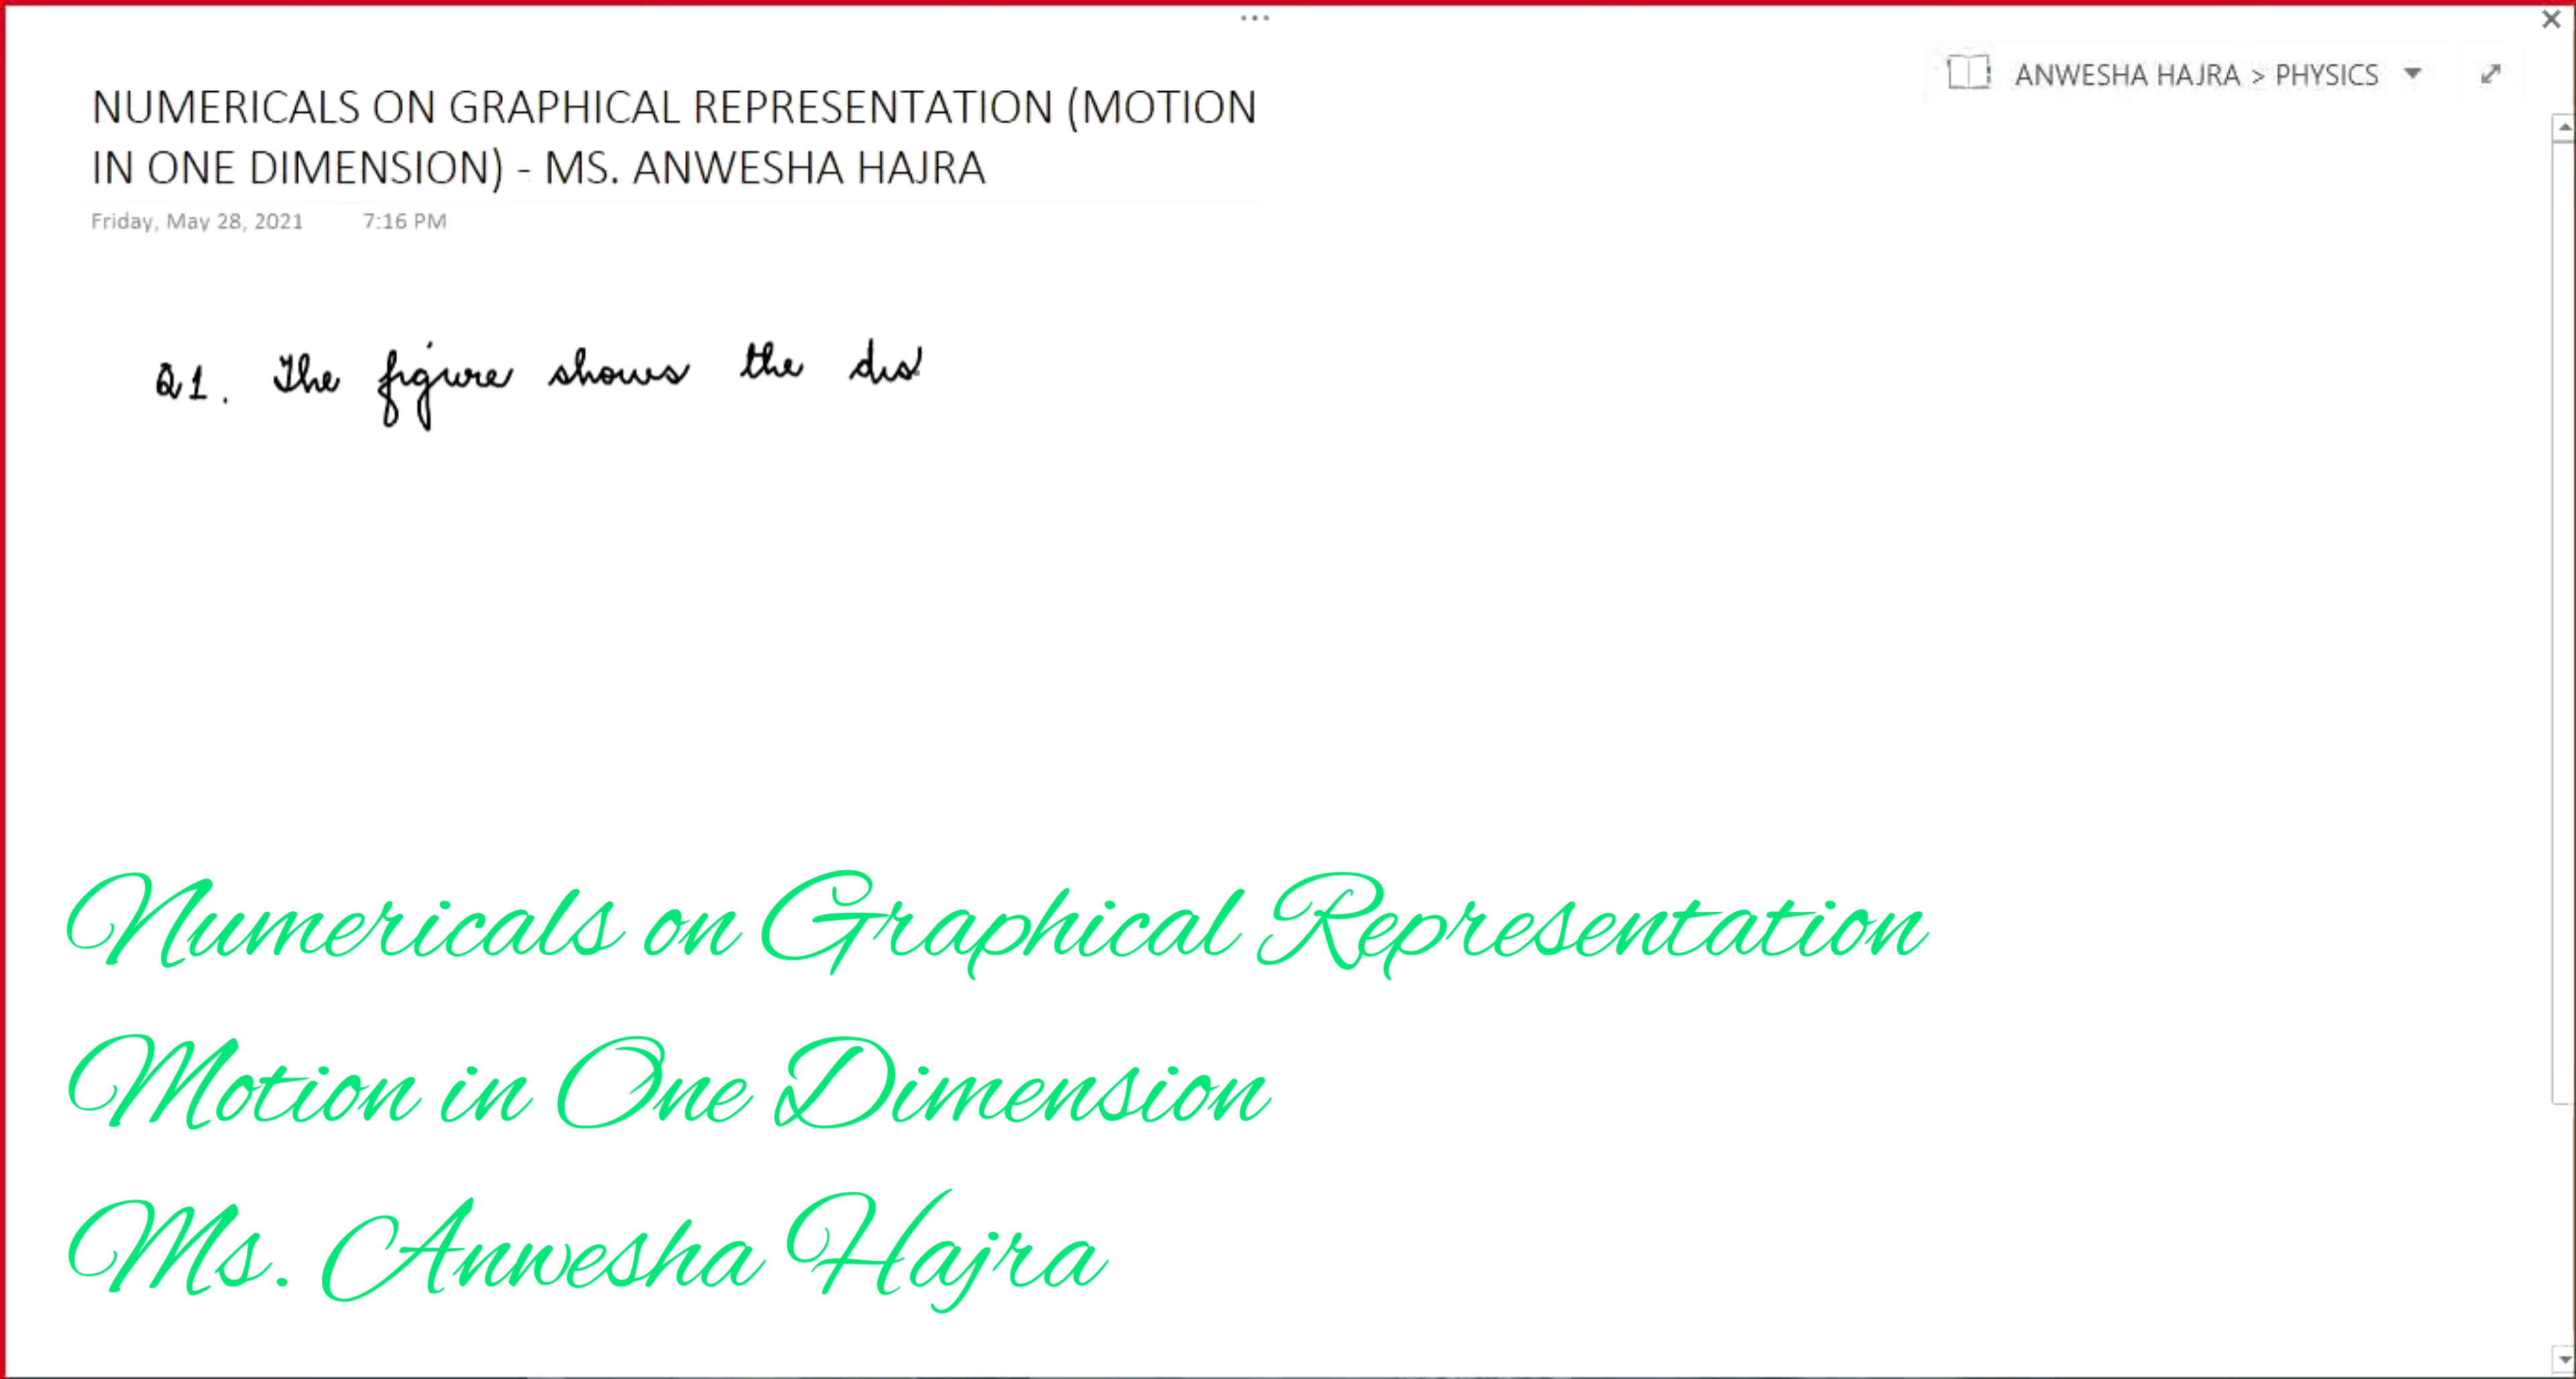 ANWESHA HAJRA > PHYSICS
NUMERICALS ON GRAPHICAL REPRESENTATION (MOTION
IN ONE DIMENSION) - MS. ANWESHA HAJRA
Friday, May 28, 2021 7:16 PM
Q1. The figure shows the dis
Numericals on Graphical Representation
Motion in One Dimension
Ms. Anwesha Hajra